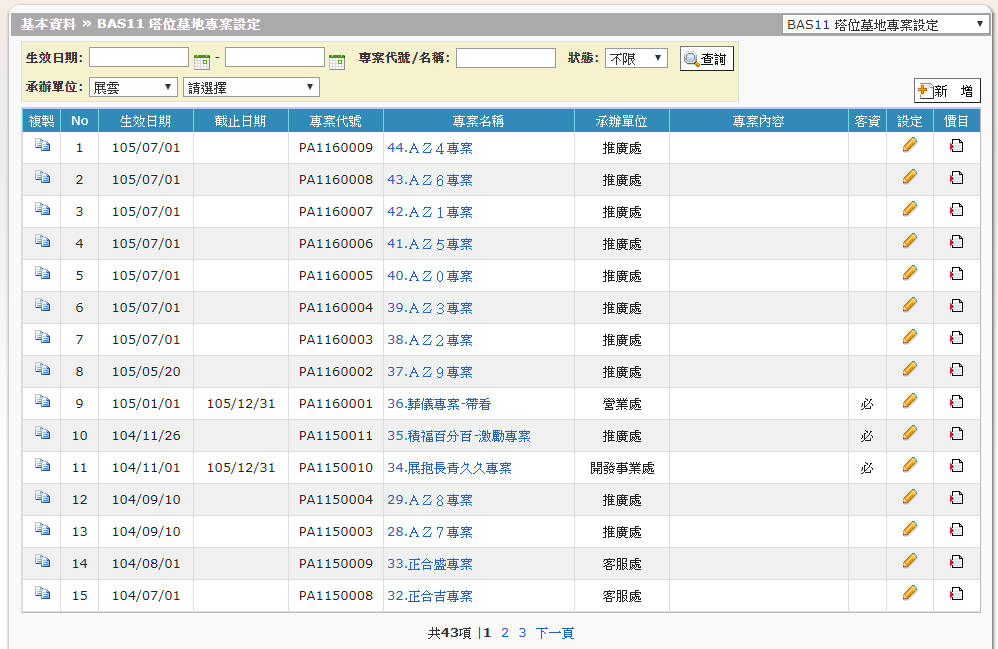 基本資料 » BAS11 塔位墓地專案設定 BAS11 塔位墓地專案設定
生效日期: - 專案代號/名稱: 狀態: 不限 查詢
承辦單位: 展雲 請選擇
新 增
複製 No 生效日期 截止日期 專案代號 專案名稱 承辦單位 專案內容 客資 設定 價目
1 105/07/01 PA1160009 44.ＡＺ４專案 推廣處
2 105/07/01 PA1160008 43.ＡＺ６專案 推廣處
3 105/07/01 PA1160007 42.ＡＺ１專案 推廣處
4 105/07/01 PA1160006 41.ＡＺ５專案 推廣處
5 105/07/01 PA1160005 40.ＡＺ０專案 推廣處
6 105/07/01 PA1160004 39.ＡＺ３專案 推廣處
7 105/07/01 PA1160003 38.ＡＺ２專案 推廣處
8 105/05/20 PA1160002 37.ＡＺ９專案 推廣處
9 105/01/01 105/12/31 PA1160001 36.葬儀專案-帶看 營業處 必
10 104/11/26 PA1150011 35.積福百分百-激勵專案 推廣處 必
11 104/11/01 105/12/31 PA1150010 34.展抱長青久久專案 開發事業處 必
12 104/09/10 PA1150004 29.ＡＺ８專案 推廣處
13 104/09/10 PA1150003 28.ＡＺ７專案 推廣處
14 104/08/01 PA1150009 33.正合盛專案 客服處
15 104/07/01 PA1150008 32.正合吉專案 客服處
共43項 |1 2 3 下一頁